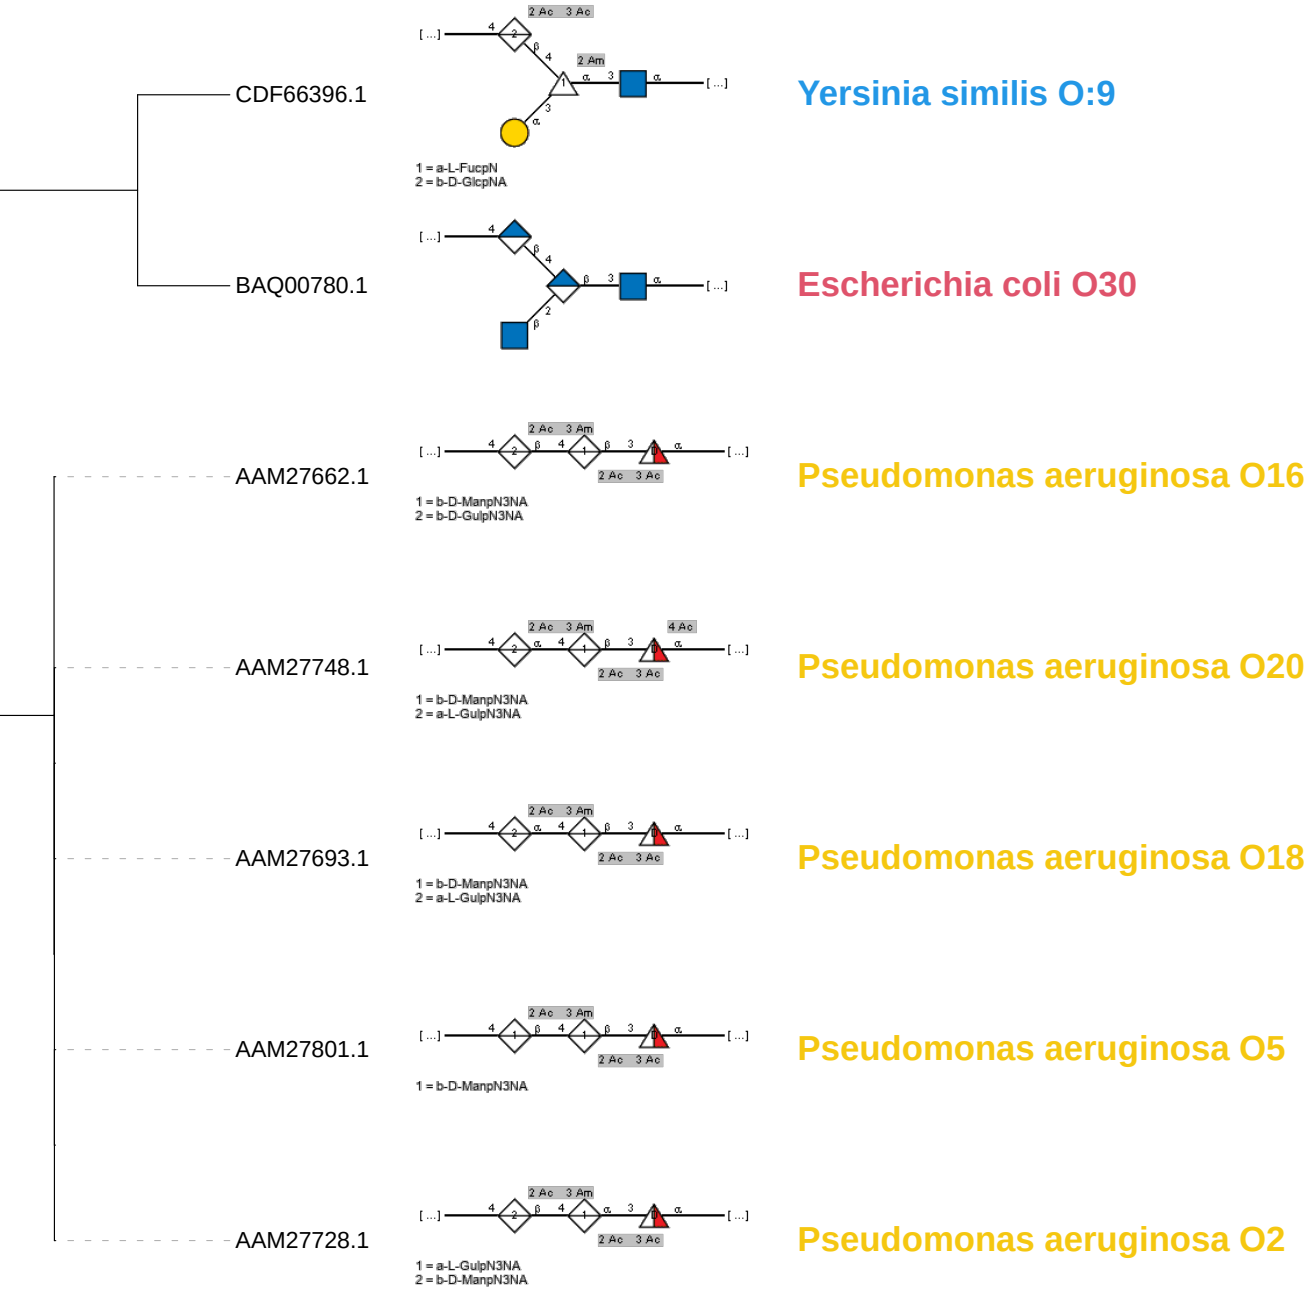 2 Ac 3 Ac
[...] 4 2 β 4
2 Am
1 α 3 α [...]
CDF66396.1
Yersinia similis O:9
3 α
1 = a-L-FucpN
2 = b-D-GlcpNA
[...] 4 β 4
BAQ00780.1
β 3 α [...]
Escherichia coli O30
2 β
2 Ac 3 Am
[...] 4 2 β 4 1 β 3 D α [...]
AAM27662.1
2 Ac 3 Ac
Pseudomonas aeruginosa O16
1 = b-D-ManpN3NA
2 = b-D-GulpN3NA
2 Ac 3 Am 4 Ac
[...] 4 2 α 4 1 β 3 D α [...]
AAM27748.1
2 Ac 3 Ac
Pseudomonas aeruginosa O20
1 = b-D-ManpN3NA
2 = a-L-GulpN3NA
2 Ac 3 Am
[...] 4 2 α 4 1 β 3 D α [...]
AAM27693.1
2 Ac 3 Ac
Pseudomonas aeruginosa O18
1 = b-D-ManpN3NA
2 = a-L-GulpN3NA
2 Ac 3 Am
[...] 4 1 β 4 1 β 3 D α [...]
AAM27801.1
2 Ac 3 Ac
Pseudomonas aeruginosa O5
1 = b-D-ManpN3NA
2 Ac 3 Am
[...] 4 2 β 4 1 α 3 D α [...]
AAM27728.1
2 Ac 3 Ac
Pseudomonas aeruginosa O2
1 = a-L-GulpN3NA
2 = b-D-ManpN3NA